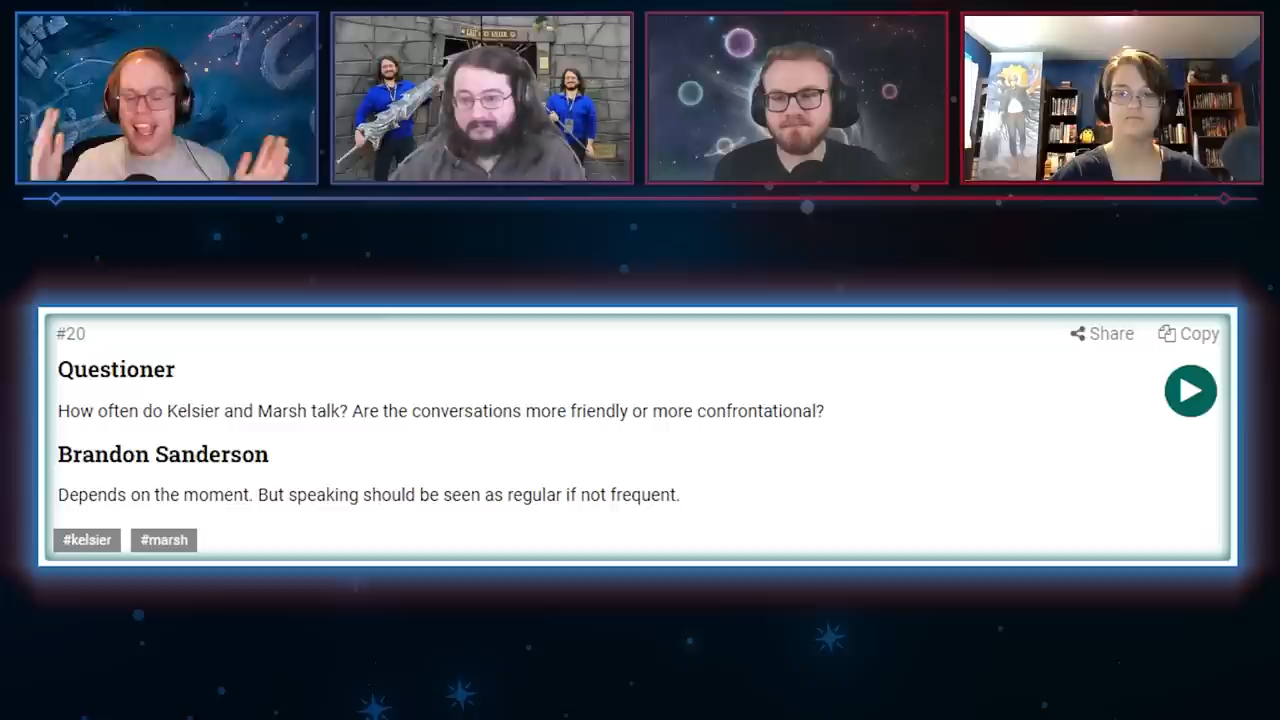 #20
Share
Copy
Questioner
How often do Kelsier and Marsh talk? Are the conversations more friendly or more confrontational?
Brandon Sanderson
Depends on the moment. But speaking should be seen as regular if not frequent.
#kelsier
#marsh